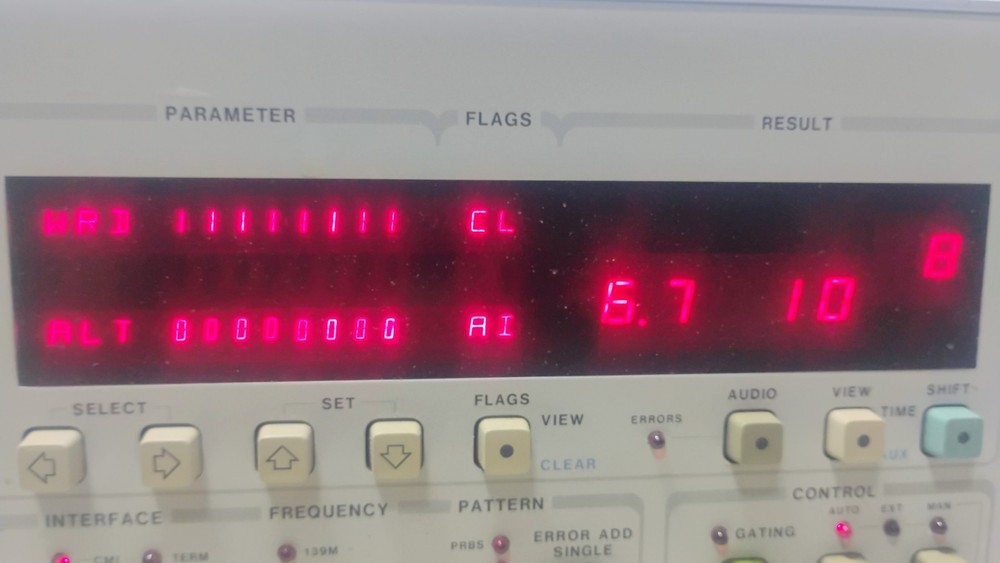 PARAMETER FLAGS RESULT
WRD 11111111 CL
8
6.7 10
ALT 00000000 AI
SELECT SET FLAGS VIEW CLEAR ERRORS AUDIO VIEW TIME SHIFT
INTERFACE FREQUENCY PATTERN CONTROL
AUTO EXT MAN
CMI TERM 139M PRBS ERROR ADD SINGLE GATING